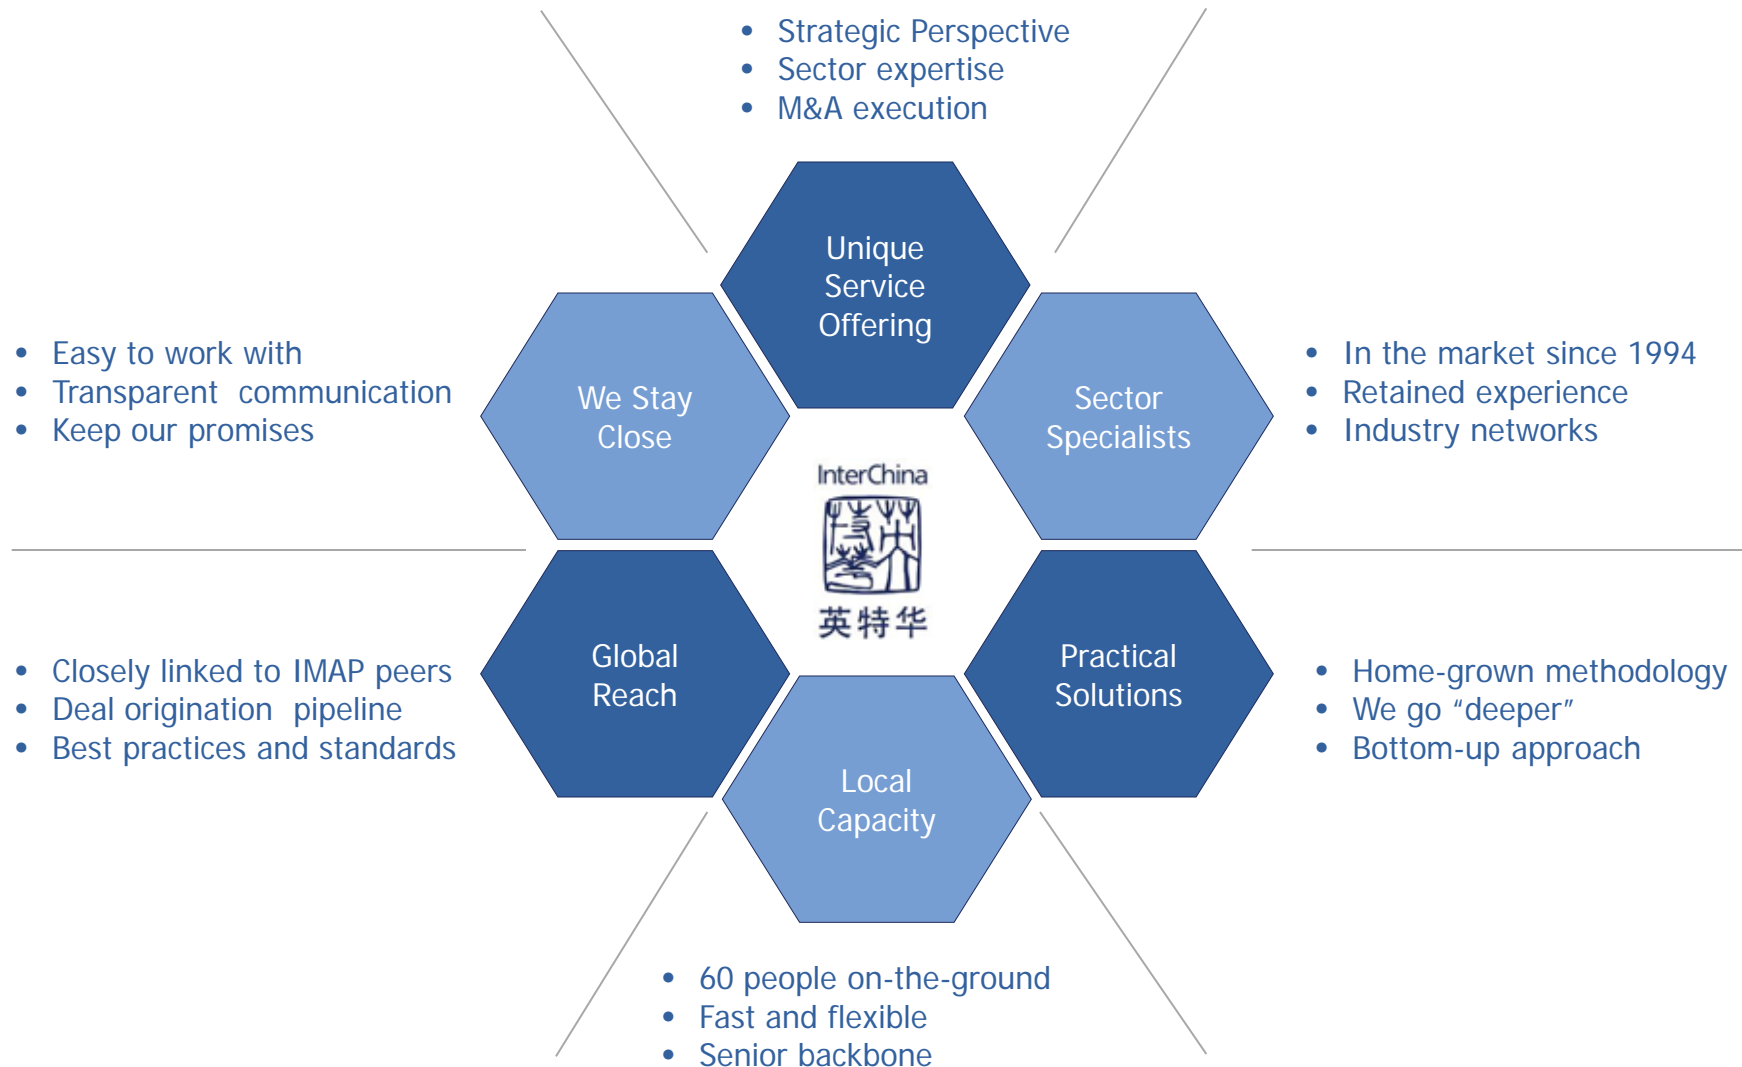 • Strategic Perspective
• Sector expertise
• M&A execution
Unique
Service
Offering
We Stay
Close
• Easy to work with
• Transparent  communication
• Keep our promises
Sector
Specialists
• In the market since 1994
• Retained experience
• Industry networks
InterChina
英特华
英特华
Global
Reach
• Closely linked to IMAP peers
• Deal origination  pipeline
• Best practices and standards
Practical
Solutions
• Home-grown methodology
• We go “deeper”
• Bottom-up approach
Local
Capacity
• 60 people on-the-ground
• Fast and flexible
• Senior backbone